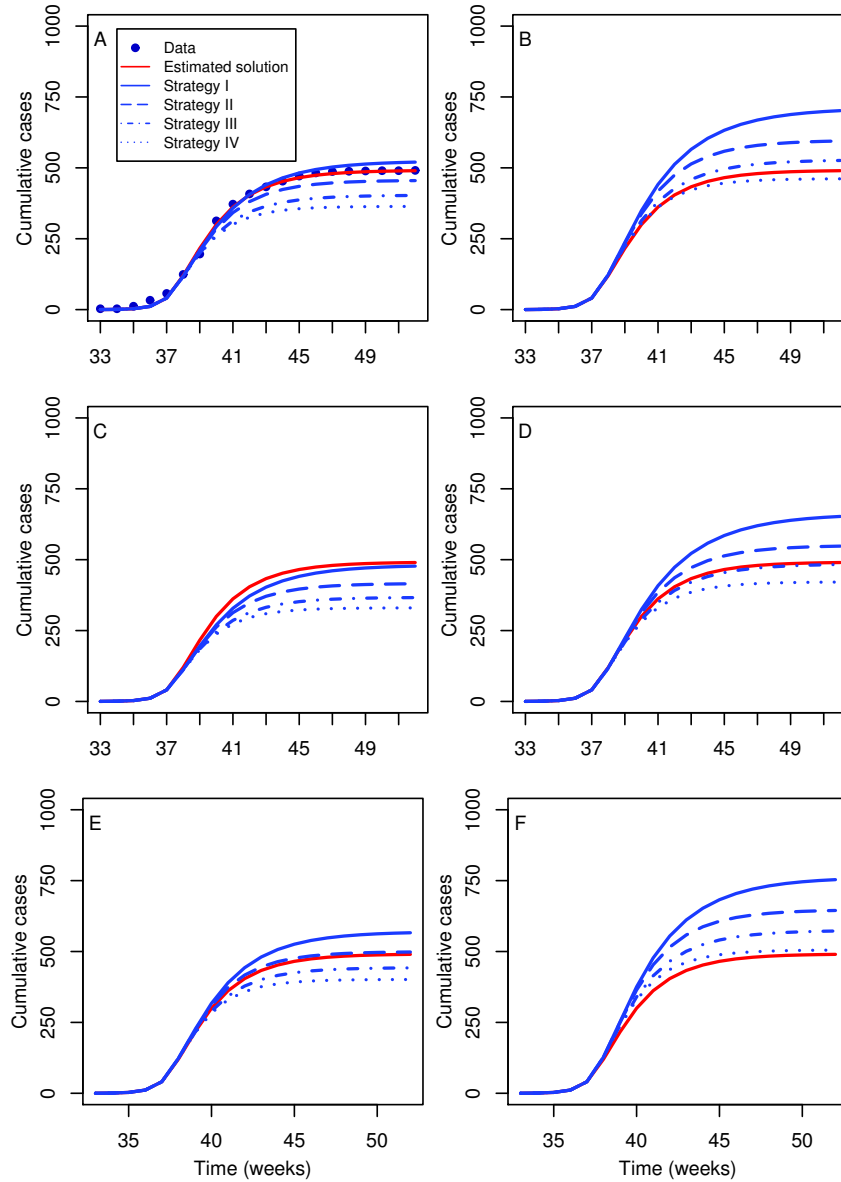 A
Data
Estimated solution
Strategy I
Strategy II
Strategy III
Strategy IV
Cumulative cases
0 250 500 750 1000
33 37 41 45 49
B
Cumulative cases
0 250 500 750 1000
33 37 41 45 49
C
Cumulative cases
0 250 500 750 1000
33 37 41 45 49
D
Cumulative cases
0 250 500 750 1000
33 37 41 45 49
E
Cumulative cases
0 250 500 750 1000
35 40 45 50
Time (weeks)
F
Cumulative cases
0 250 500 750 1000
35 40 45 50
Time (weeks)